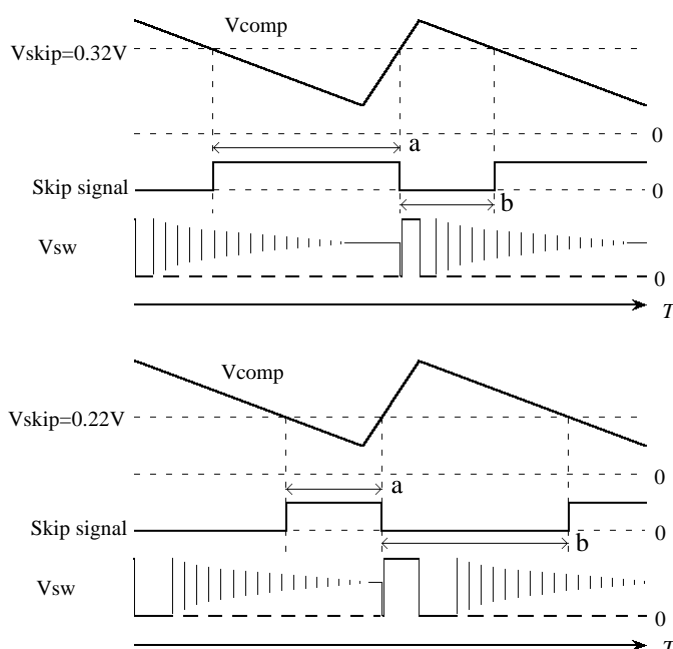 Vcomp
Vskip=0.32V
0
a
Skip signal
0
b
Vsw
0
T
Vcomp
Vskip=0.22V
0
a
Skip signal
0
b
Vsw
0
T